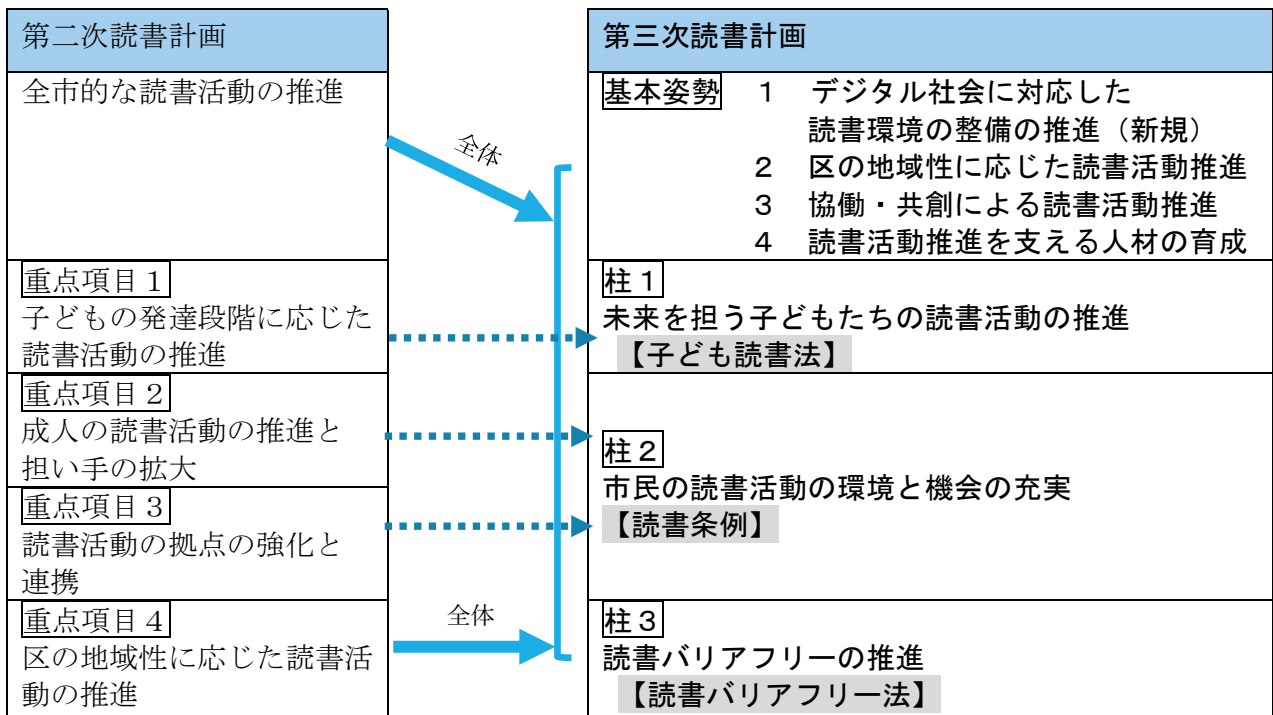 第二次読書計画
全市的な読書活動の推進
重点項目１
子どもの発達段階に応じた
読書活動の推進
重点項目２
成人の読書活動の推進と
担い手の拡大
重点項目３
読書活動の拠点の強化と
連携
重点項目４
区の地域性に応じた読書活
動の推進
全体
全体
第三次読書計画
基本姿勢　１　デジタル社会に対応した
読書環境の整備の推進（新規）
２　区の地域性に応じた読書活動推進
３　協働・共創による読書活動推進
４　読書活動推進を支える人材の育成
柱１
未来を担う子どもたちの読書活動の推進
【子ども読書法】
柱２
市民の読書活動の環境と機会の充実
【読書条例】
柱３
読書バリアフリーの推進
【読書バリアフリー法】